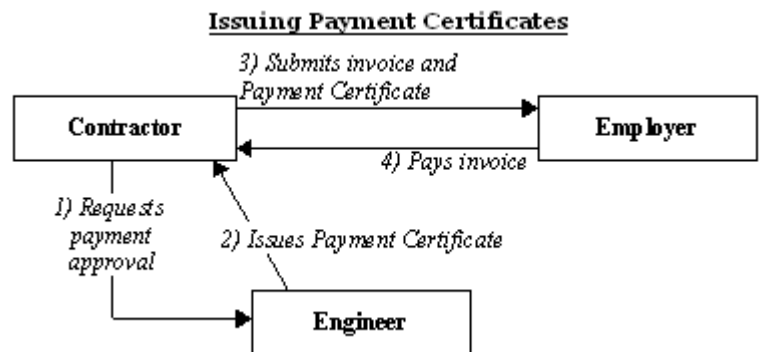 Issuing Payment Certificates
3) Submits invoice and
Payment Certificate
Contractor
Employer
4) Pays invoice
1) Requests
payment
approval
2) Issues Payment Certificate
Engineer